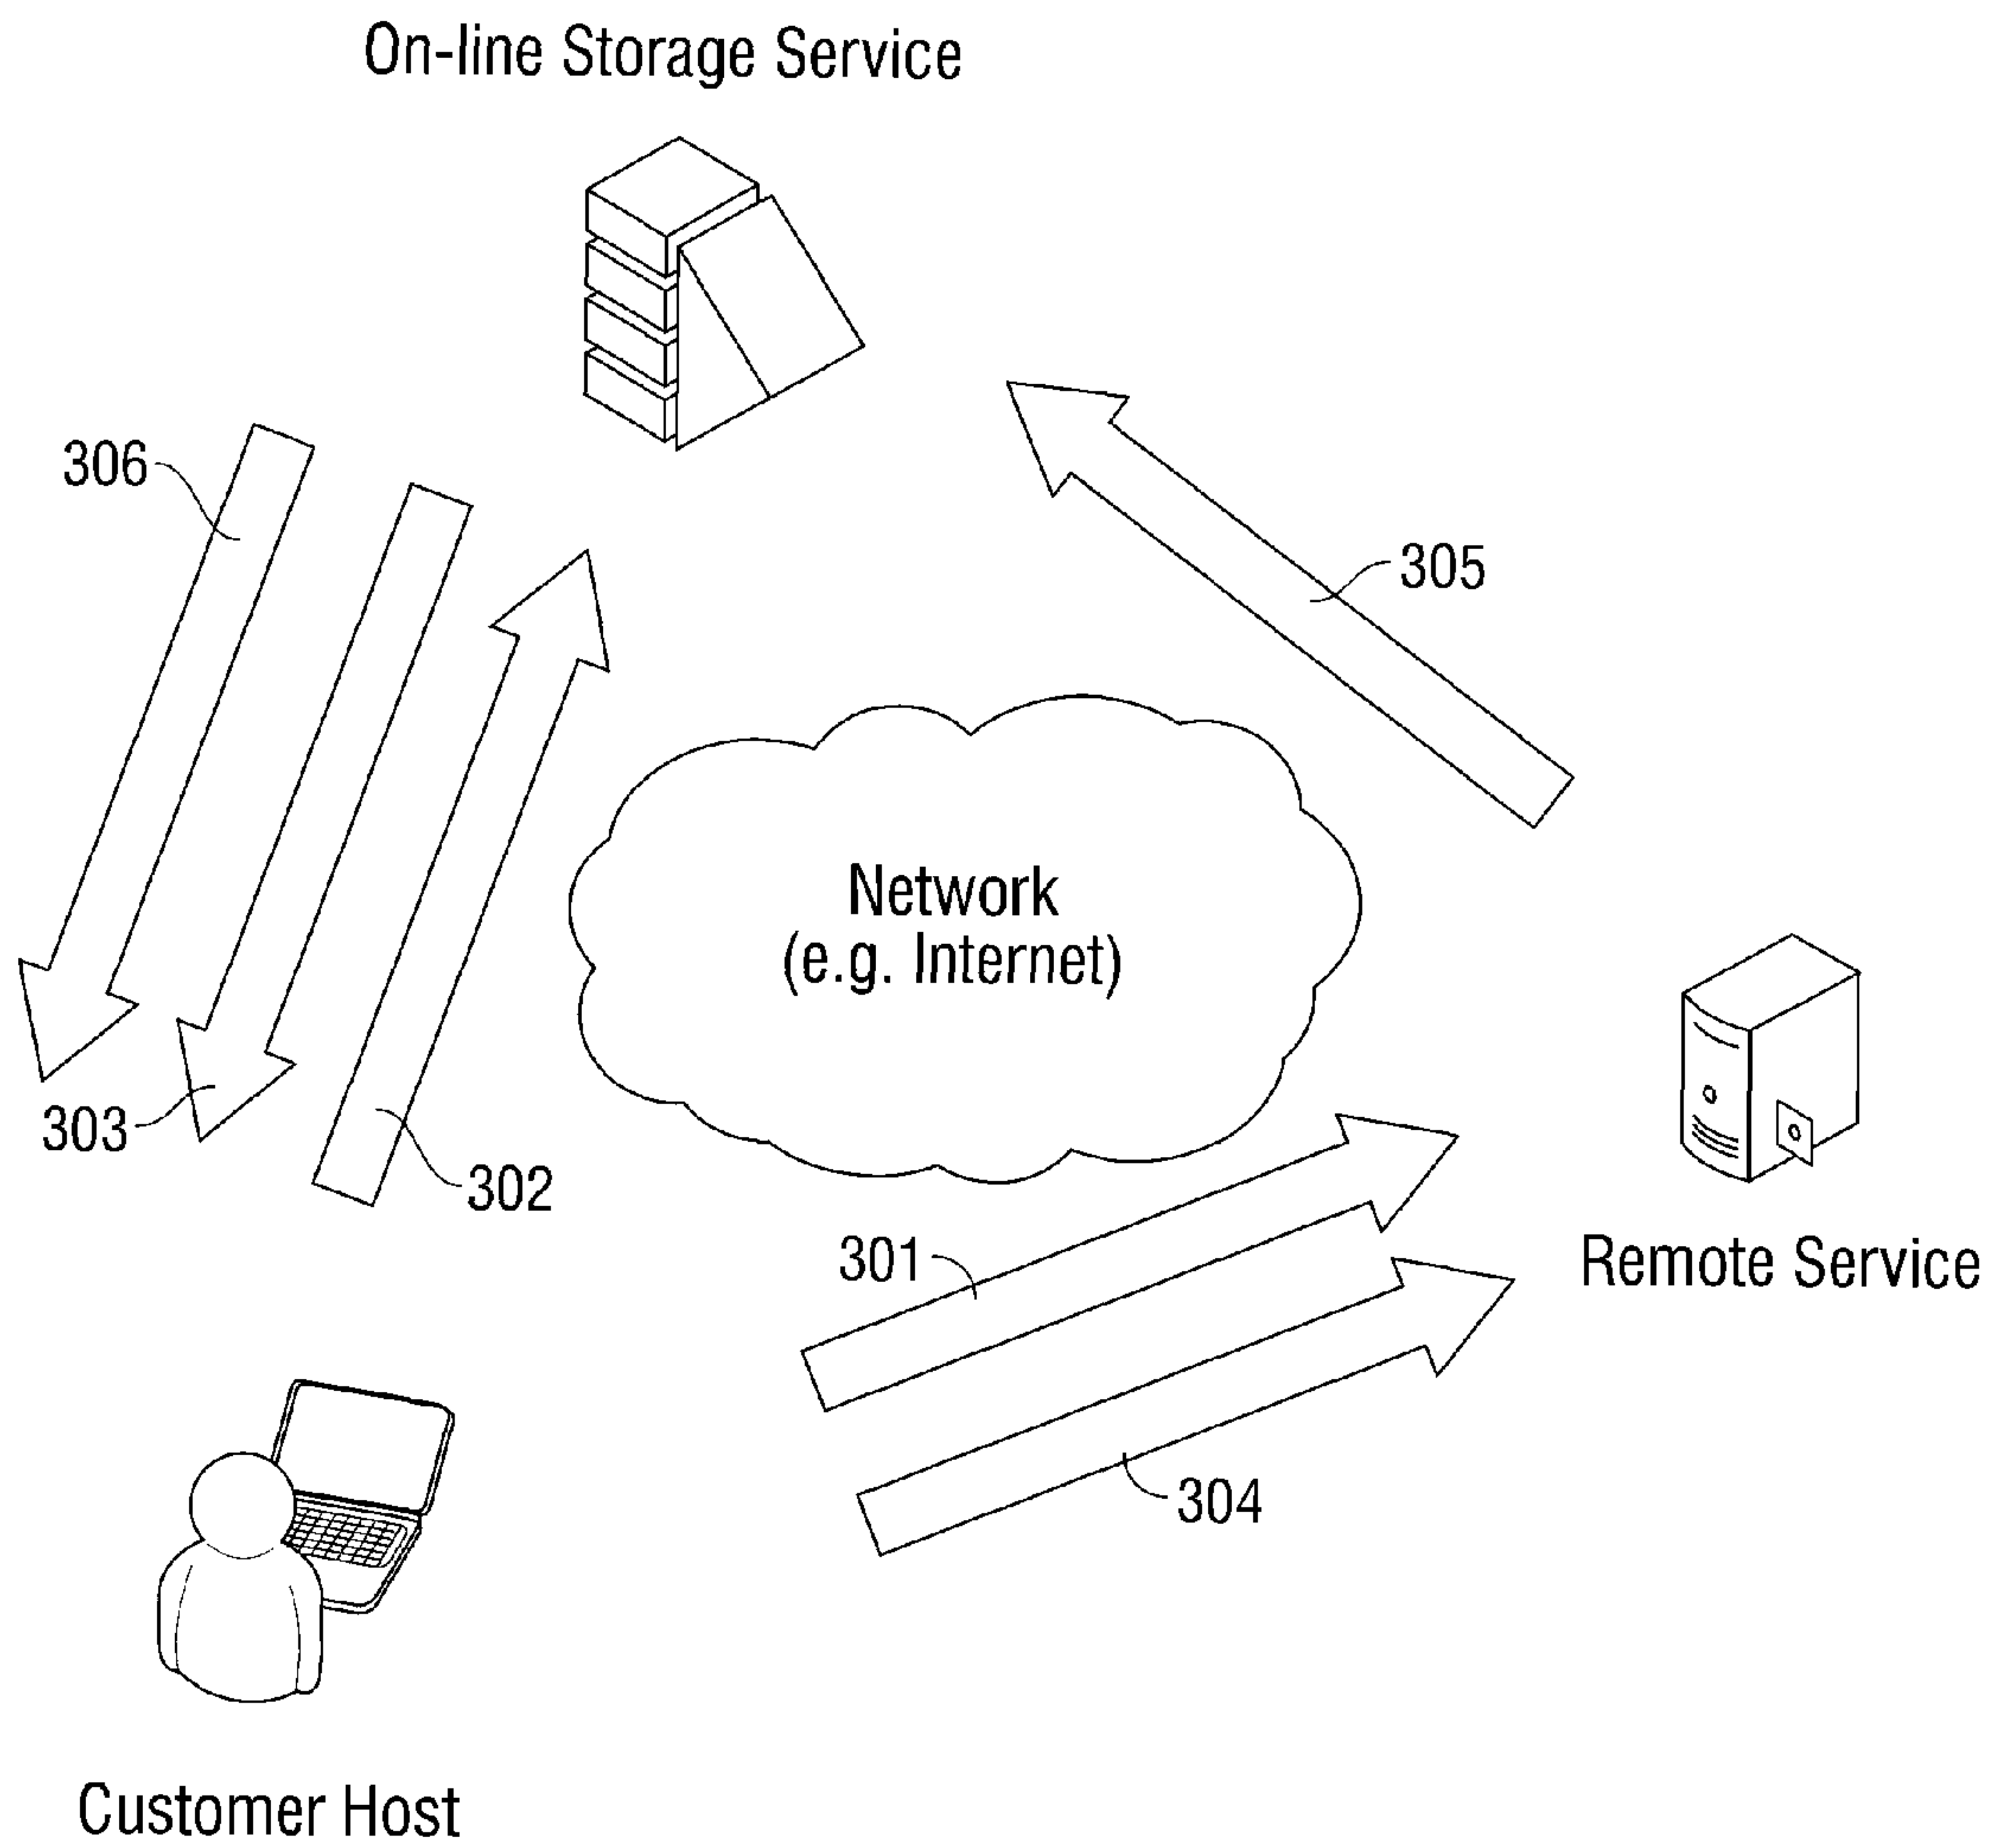 On-line Storage Service
306
305
Network
(e.g. Internet)
303
302
301
Remote Service
304
Customer Host